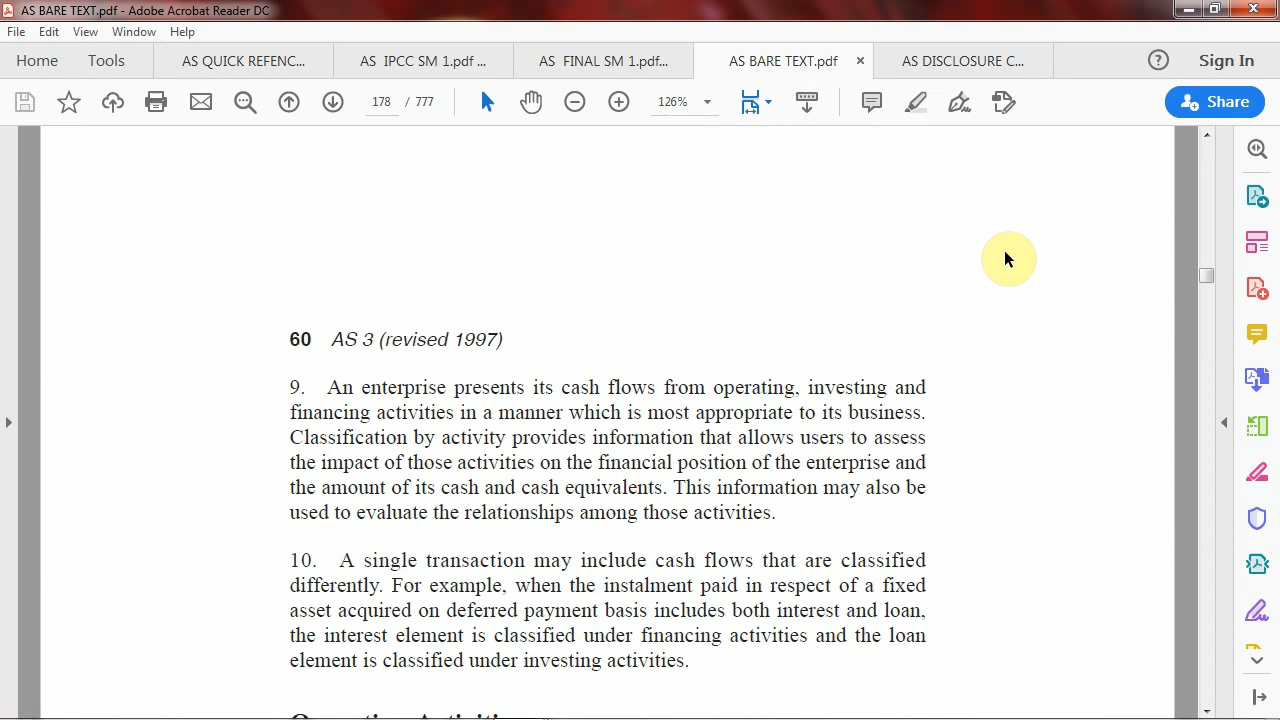 AS BARE TEXT.pdf - Adobe Acrobat Reader DC
File Edit View Window Help
Home Tools AS QUICK REFENC... AS IPCC SM 1.pdf ... AS FINAL SM 1.pdf... AS BARE TEXT.pdf × AS DISCLOSURE C... ? Sign In
178 / 777 126% Share
60 AS 3 (revised 1997)
9. An enterprise presents its cash flows from operating, investing and
financing activities in a manner which is most appropriate to its business.
Classification by activity provides information that allows users to assess
the impact of those activities on the financial position of the enterprise and
the amount of its cash and cash equivalents. This information may also be
used to evaluate the relationships among those activities.
10. A single transaction may include cash flows that are classified
differently. For example, when the instalment paid in respect of a fixed
asset acquired on deferred payment basis includes both interest and loan,
the interest element is classified under financing activities and the loan
element is classified under investing activities.